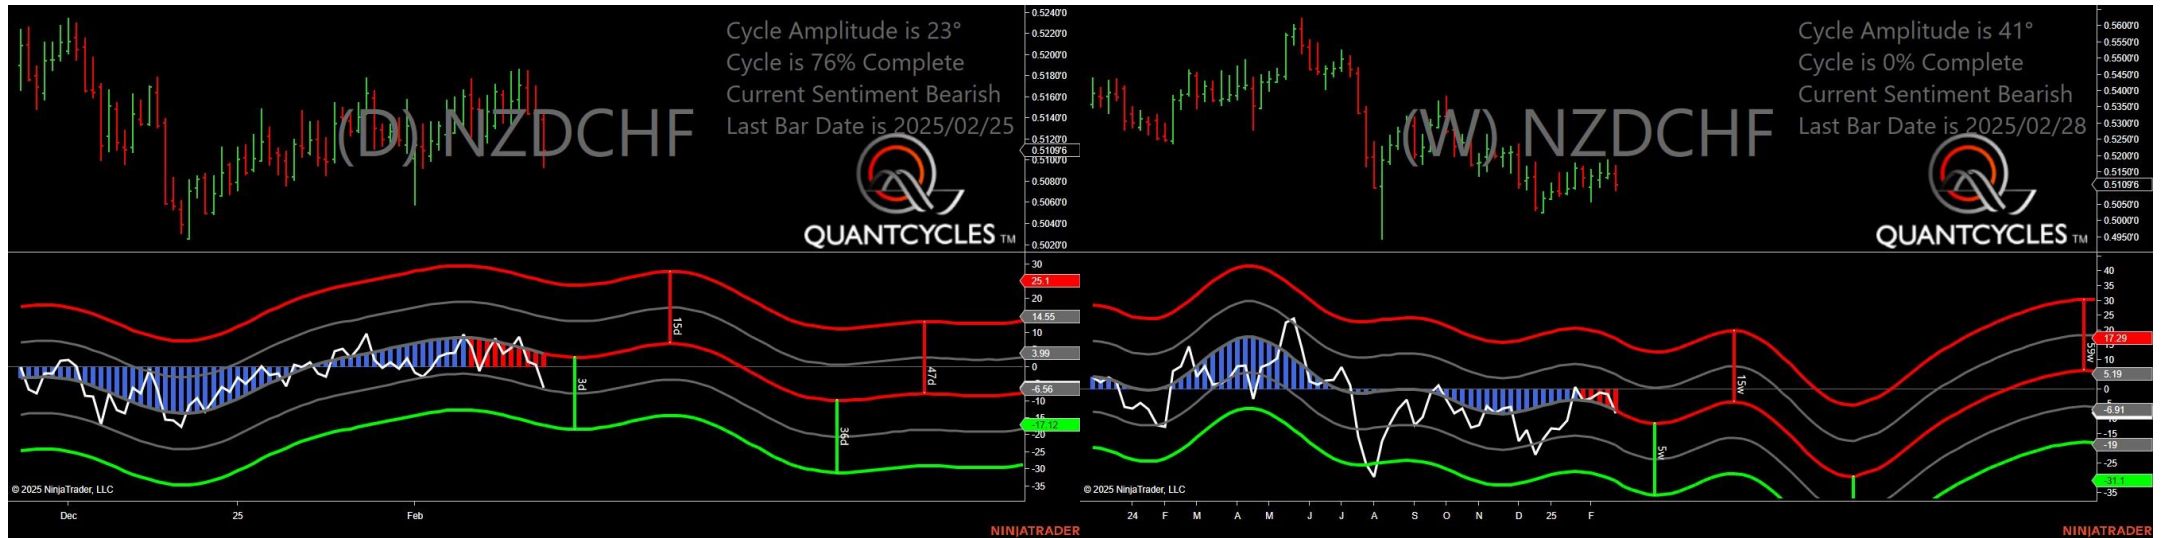 Cycle Amplitude is 23°
Cycle is 76% Complete
Current Sentiment Bearish
Last Bar Date is 2025/02/25
(D) NZDCHF
QUANTCYCLES TM
0.5240'0
0.5220'0
0.5200'0
0.5180'0
0.5160'0
0.5140'0
0.5120'0
0.5109'6
0.5100'0
0.5080'0
0.5060'0
0.5040'0
0.5020'0
30
25.1
20
14.55
10
3.99
0
-6.56
-10
-15
-17.12
-20
-25
-30
-35
15d
3d
36d
47d
© 2025 NinjaTrader, LLC
Dec 25 Feb
NINJATRADER
Cycle Amplitude is 41°
Cycle is 0% Complete
Current Sentiment Bearish
Last Bar Date is 2025/02/28
(W) NZDCHF
QUANTCYCLES TM
0.5600'0
0.5550'0
0.5500'0
0.5450'0
0.5400'0
0.5350'0
0.5300'0
0.5250'0
0.5200'0
0.5150'0
0.5109'6
0.5050'0
0.5000'0
0.4950'0
40
35
30
25
17.29
10
5.19
0
-6.91
-15
-19
-25
-31.1
-35
5w
15w
59w
© 2025 NinjaTrader, LLC
24 F M A M J J A S O N D 25 F
NINJATRADER